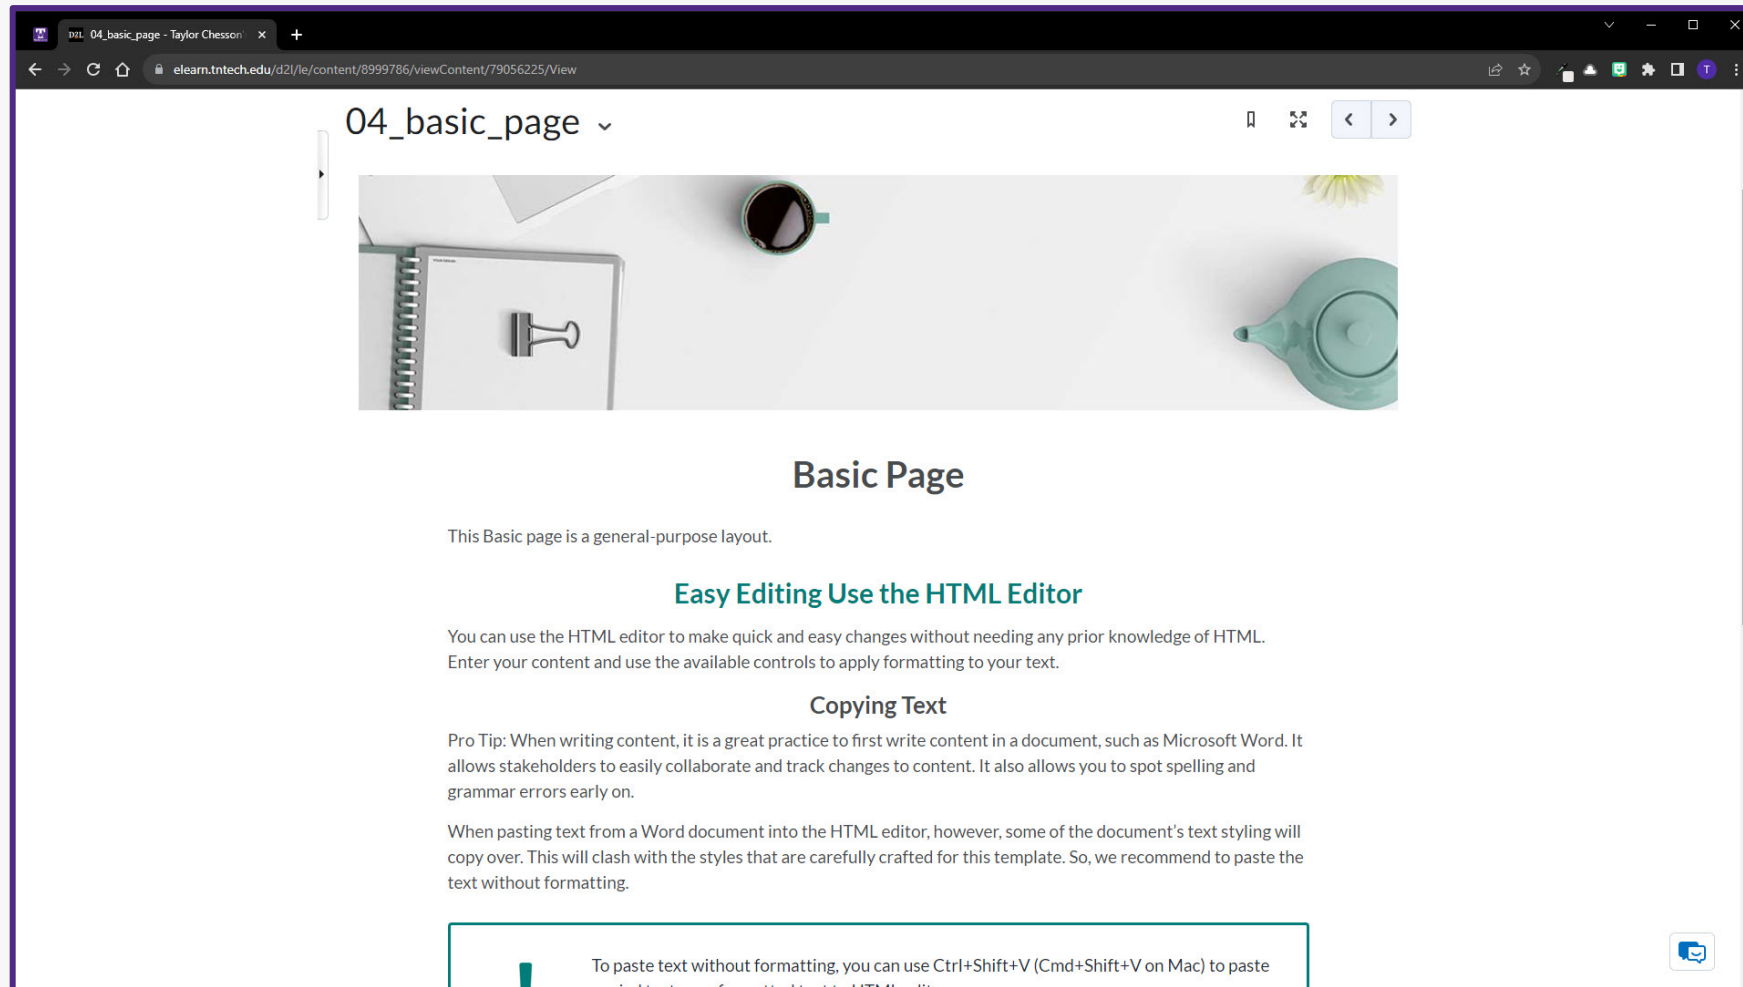 D2L 04_basic_page - Taylor Chesson'
elearn.tntech.edu/d2l/le/content/8999786/viewContent/79056225/View
T
04_basic_page
Basic Page
This Basic page is a general-purpose layout.
Easy Editing Use the HTML Editor
You can use the HTML editor to make quick and easy changes without needing any prior knowledge of HTML.
Enter your content and use the available controls to apply formatting to your text.
Copying Text
Pro Tip: When writing content, it is a great practice to first write content in a document, such as Microsoft Word. It
allows stakeholders to easily collaborate and track changes to content. It also allows you to spot spelling and
grammar errors early on.
When pasting text from a Word document into the HTML editor, however, some of the document's text styling will
copy over. This will clash with the styles that are carefully crafted for this template. So, we recommend to paste the
text without formatting.
! To paste text without formatting, you can use Ctrl+Shift+V (Cmd+Shift+V on Mac) to paste